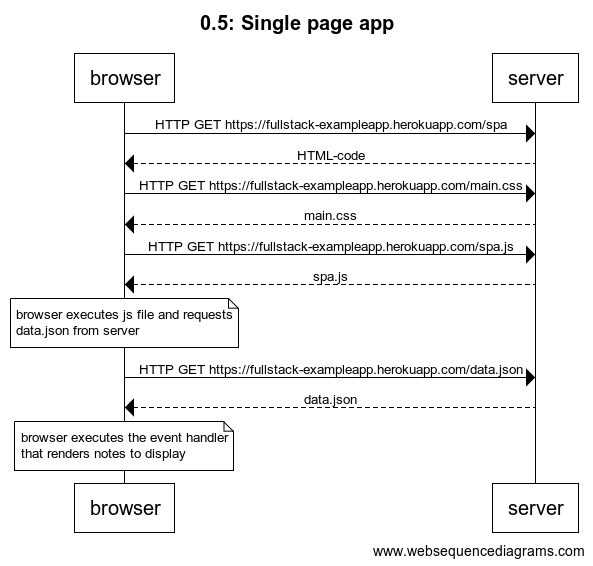 0.5: Single page app
browser
server
HTTP GET https://fullstack-exampleapp.herokuapp.com/spa
HTML-code
HTTP GET https://fullstack-exampleapp.herokuapp.com/main.css
main.css
HTTP GET https://fullstack-exampleapp.herokuapp.com/spa.js
spa.js
browser executes js file and requests
data.json from server
HTTP GET https://fullstack-exampleapp.herokuapp.com/data.json
data.json
browser executes the event handler
that renders notes to display
browser
server
www.websequencediagrams.com